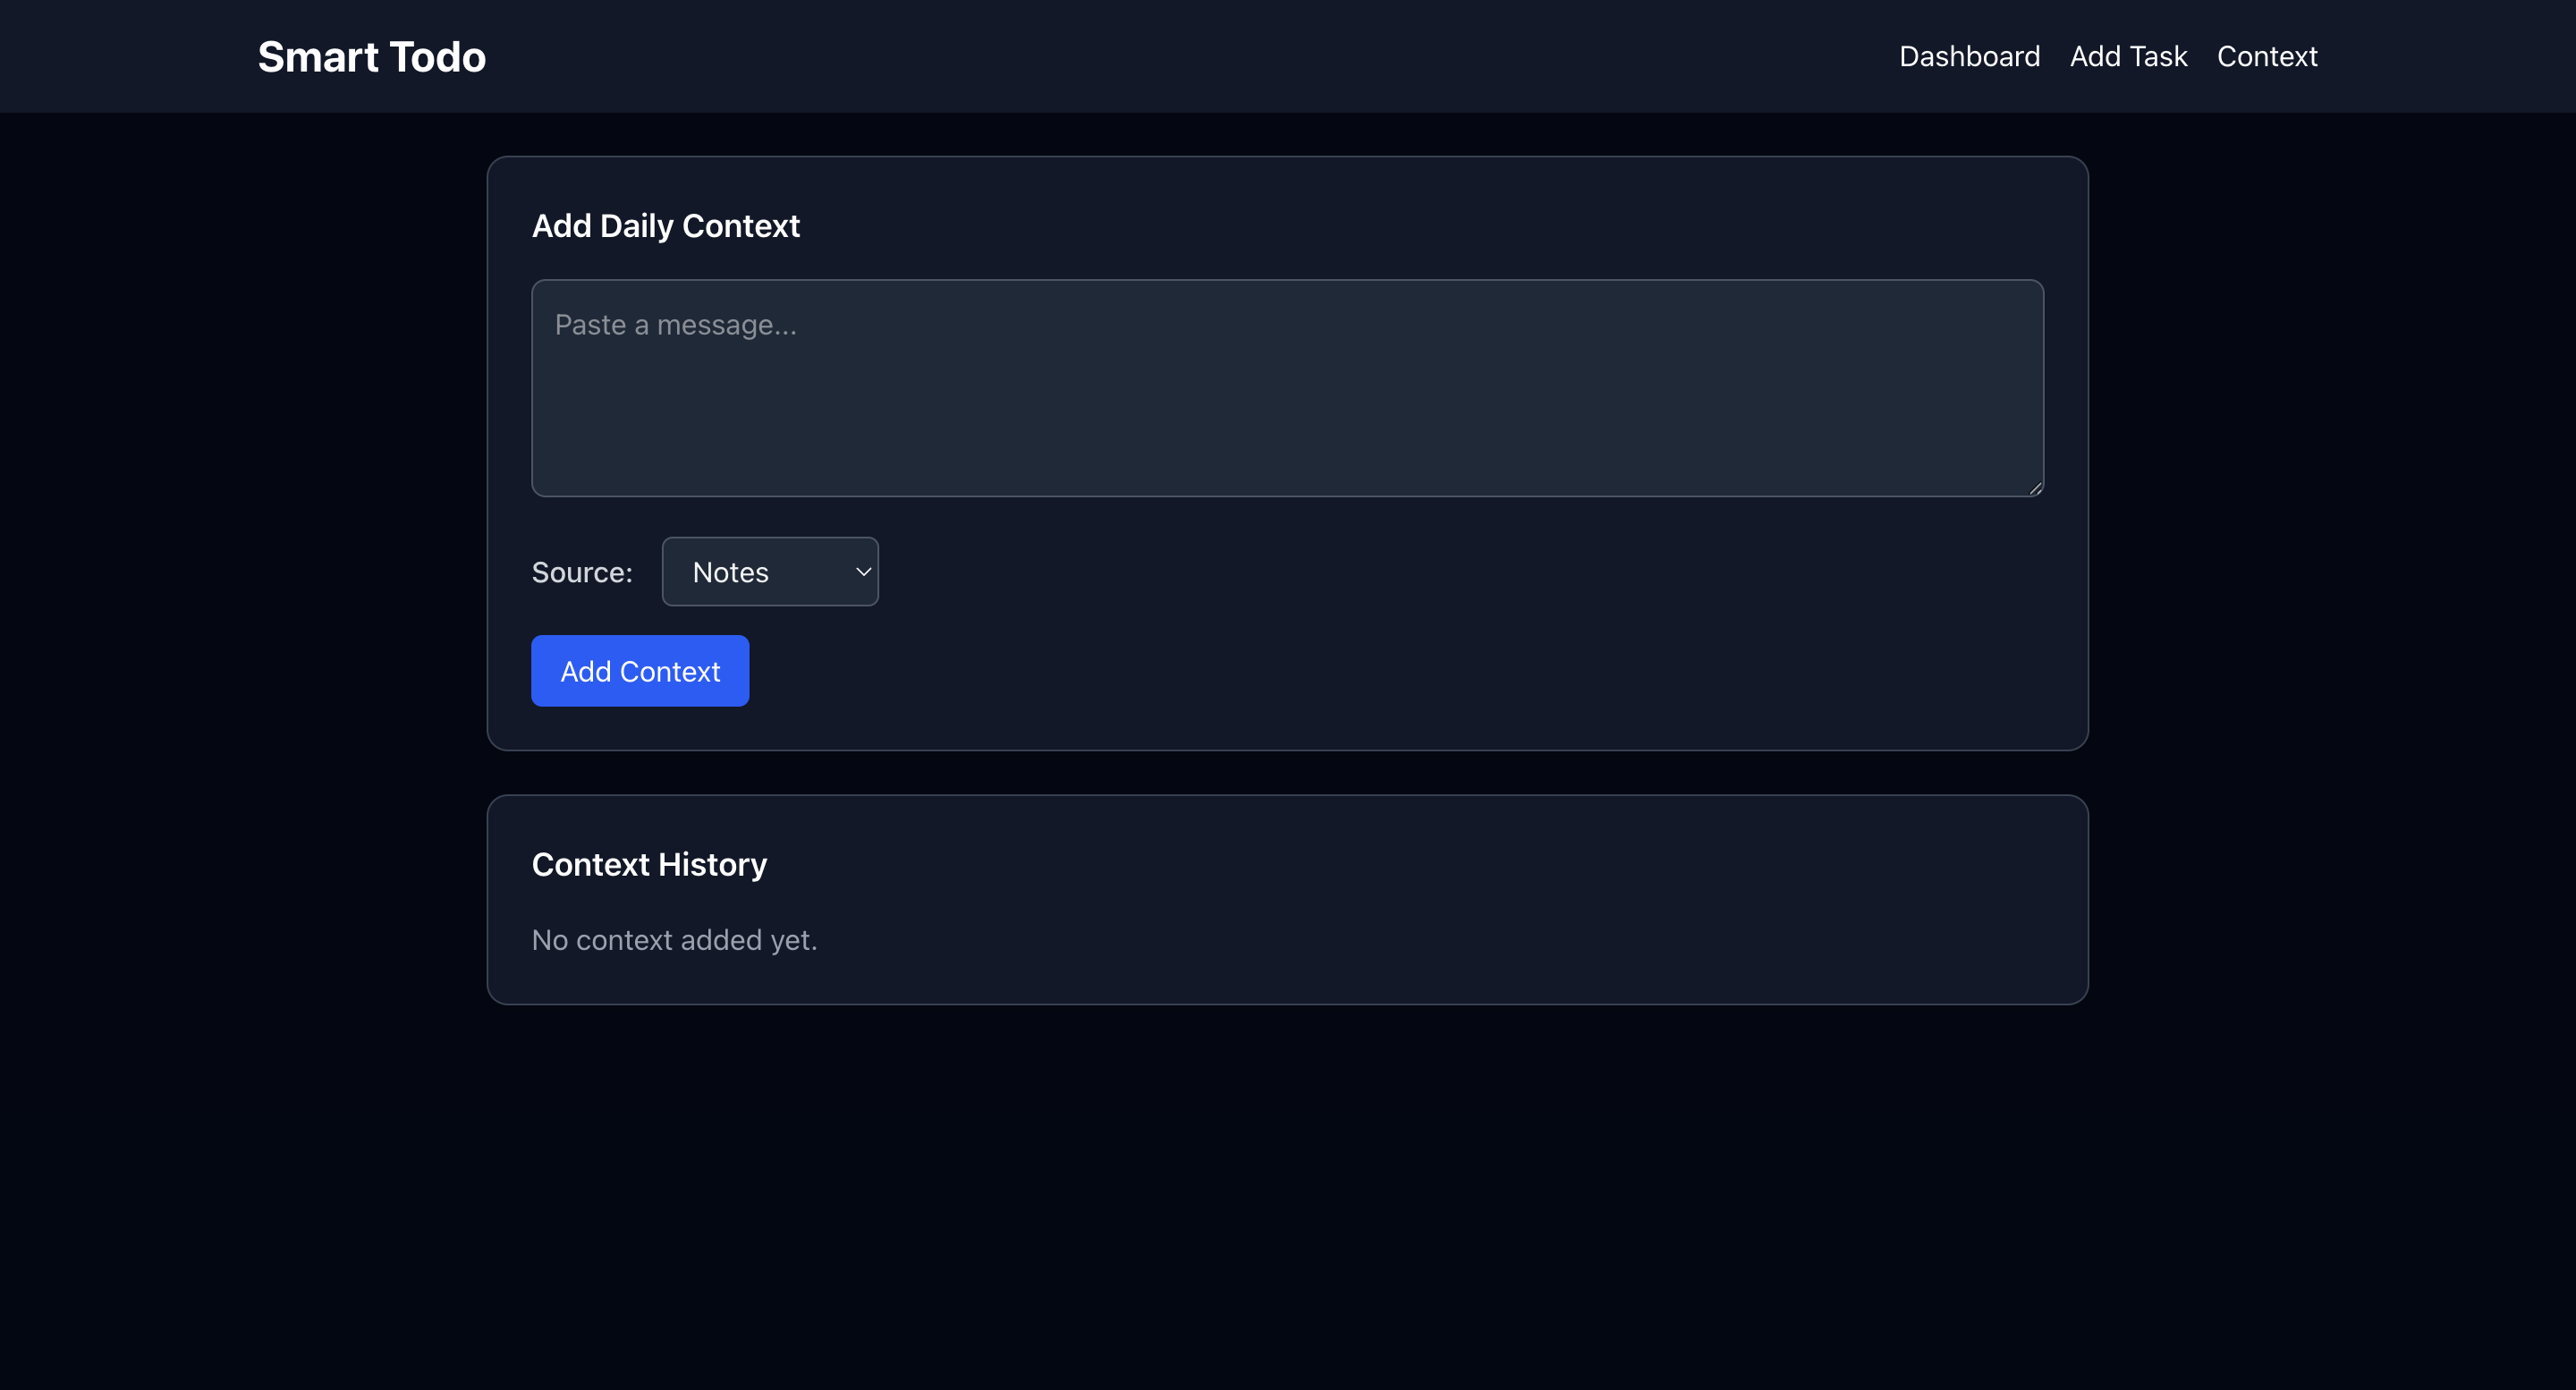 Smart Todo
Dashboard Add Task Context
Add Daily Context
Paste a message...
Source: Notes
Add Context
Context History
No context added yet.